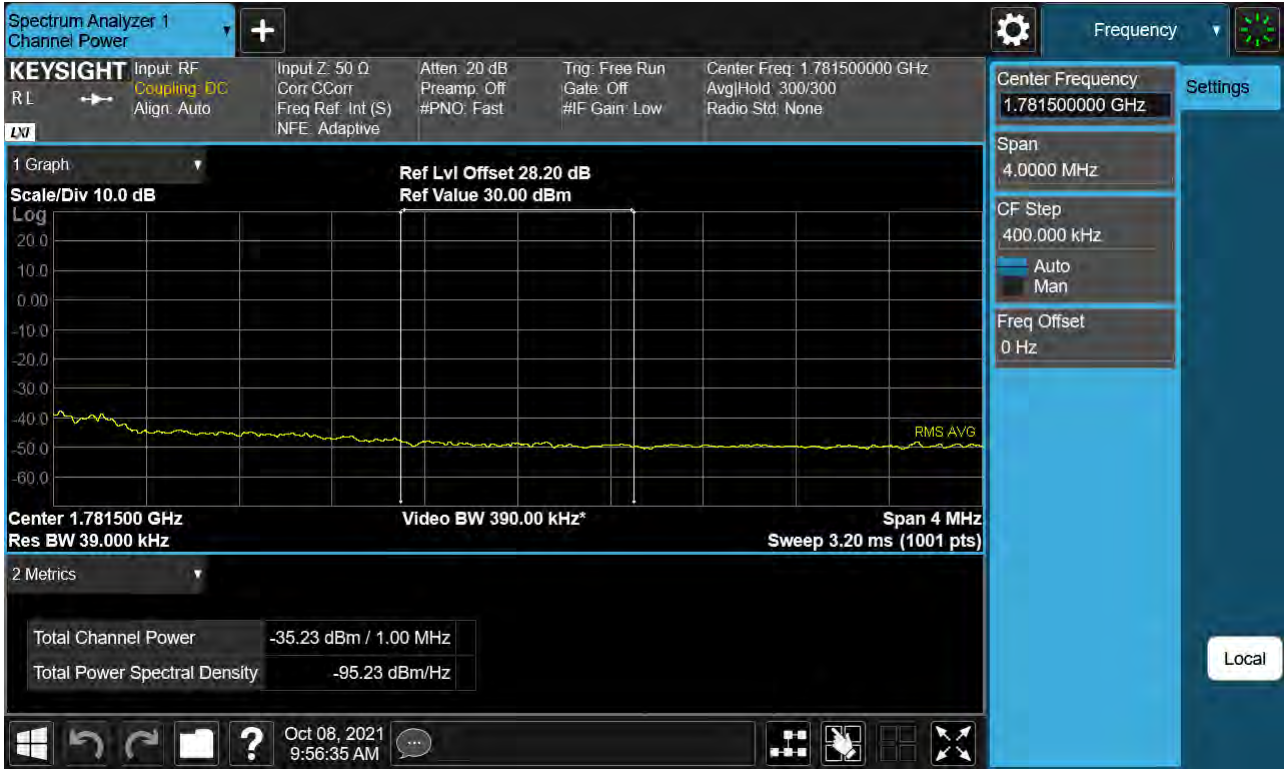 Spectrum Analyzer 1
Channel Power
+
Frequency
KEYSIGHT
R L
LXI
Input: RF
Coupling: DC
Align: Auto
Input Z: 50 Ω
Corr CCorr
Freq Ref: Int (S)
NFE: Adaptive
Atten: 20 dB
Preamp: Off
#PNO: Fast
Trig: Free Run
Gate: Off
#IF Gain: Low
Center Freq: 1.781500000 GHz
Avg|Hold: 300/300
Radio Std: None
1 Graph
Scale/Div 10.0 dB
Ref Lvl Offset 28.20 dB
Ref Value 30.00 dBm
Log
20.0
10.0
0.00
-10.0
-20.0
-30.0
-40.0
-50.0
-60.0
RMS AVG
Center 1.781500 GHz
Res BW 39.000 kHz
Video BW 390.00 kHz*
Span 4 MHz
Sweep 3.20 ms (1001 pts)
2 Metrics
Total Channel Power -35.23 dBm / 1.00 MHz
Total Power Spectral Density -95.23 dBm/Hz
Center Frequency
1.781500000 GHz
Span
4.0000 MHz
CF Step
400.000 kHz
Auto
Man
Freq Offset
0 Hz
Settings
Local
?
Oct 08, 2021
9:56:35 AM